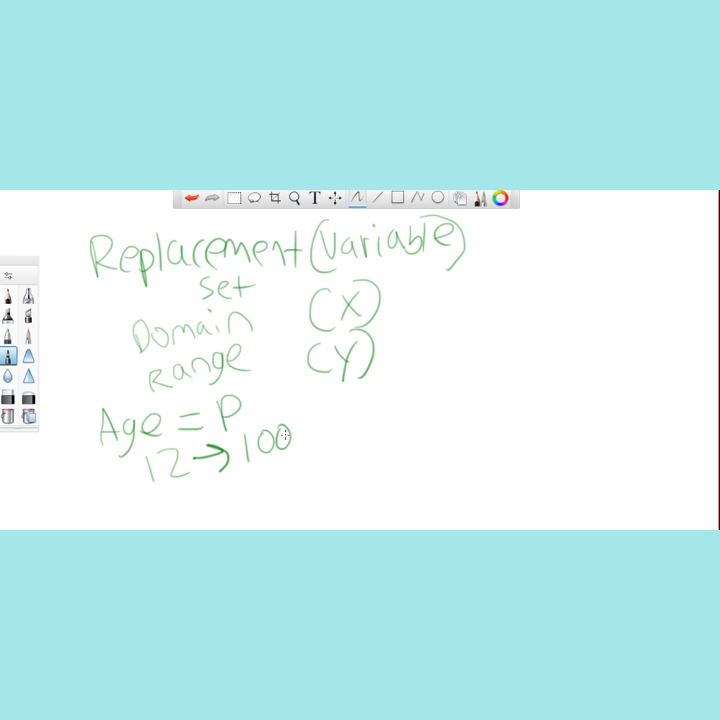 T
Replacement (Variable)
set
Domain (X)
Range (Y)
Age = P
12 → 100